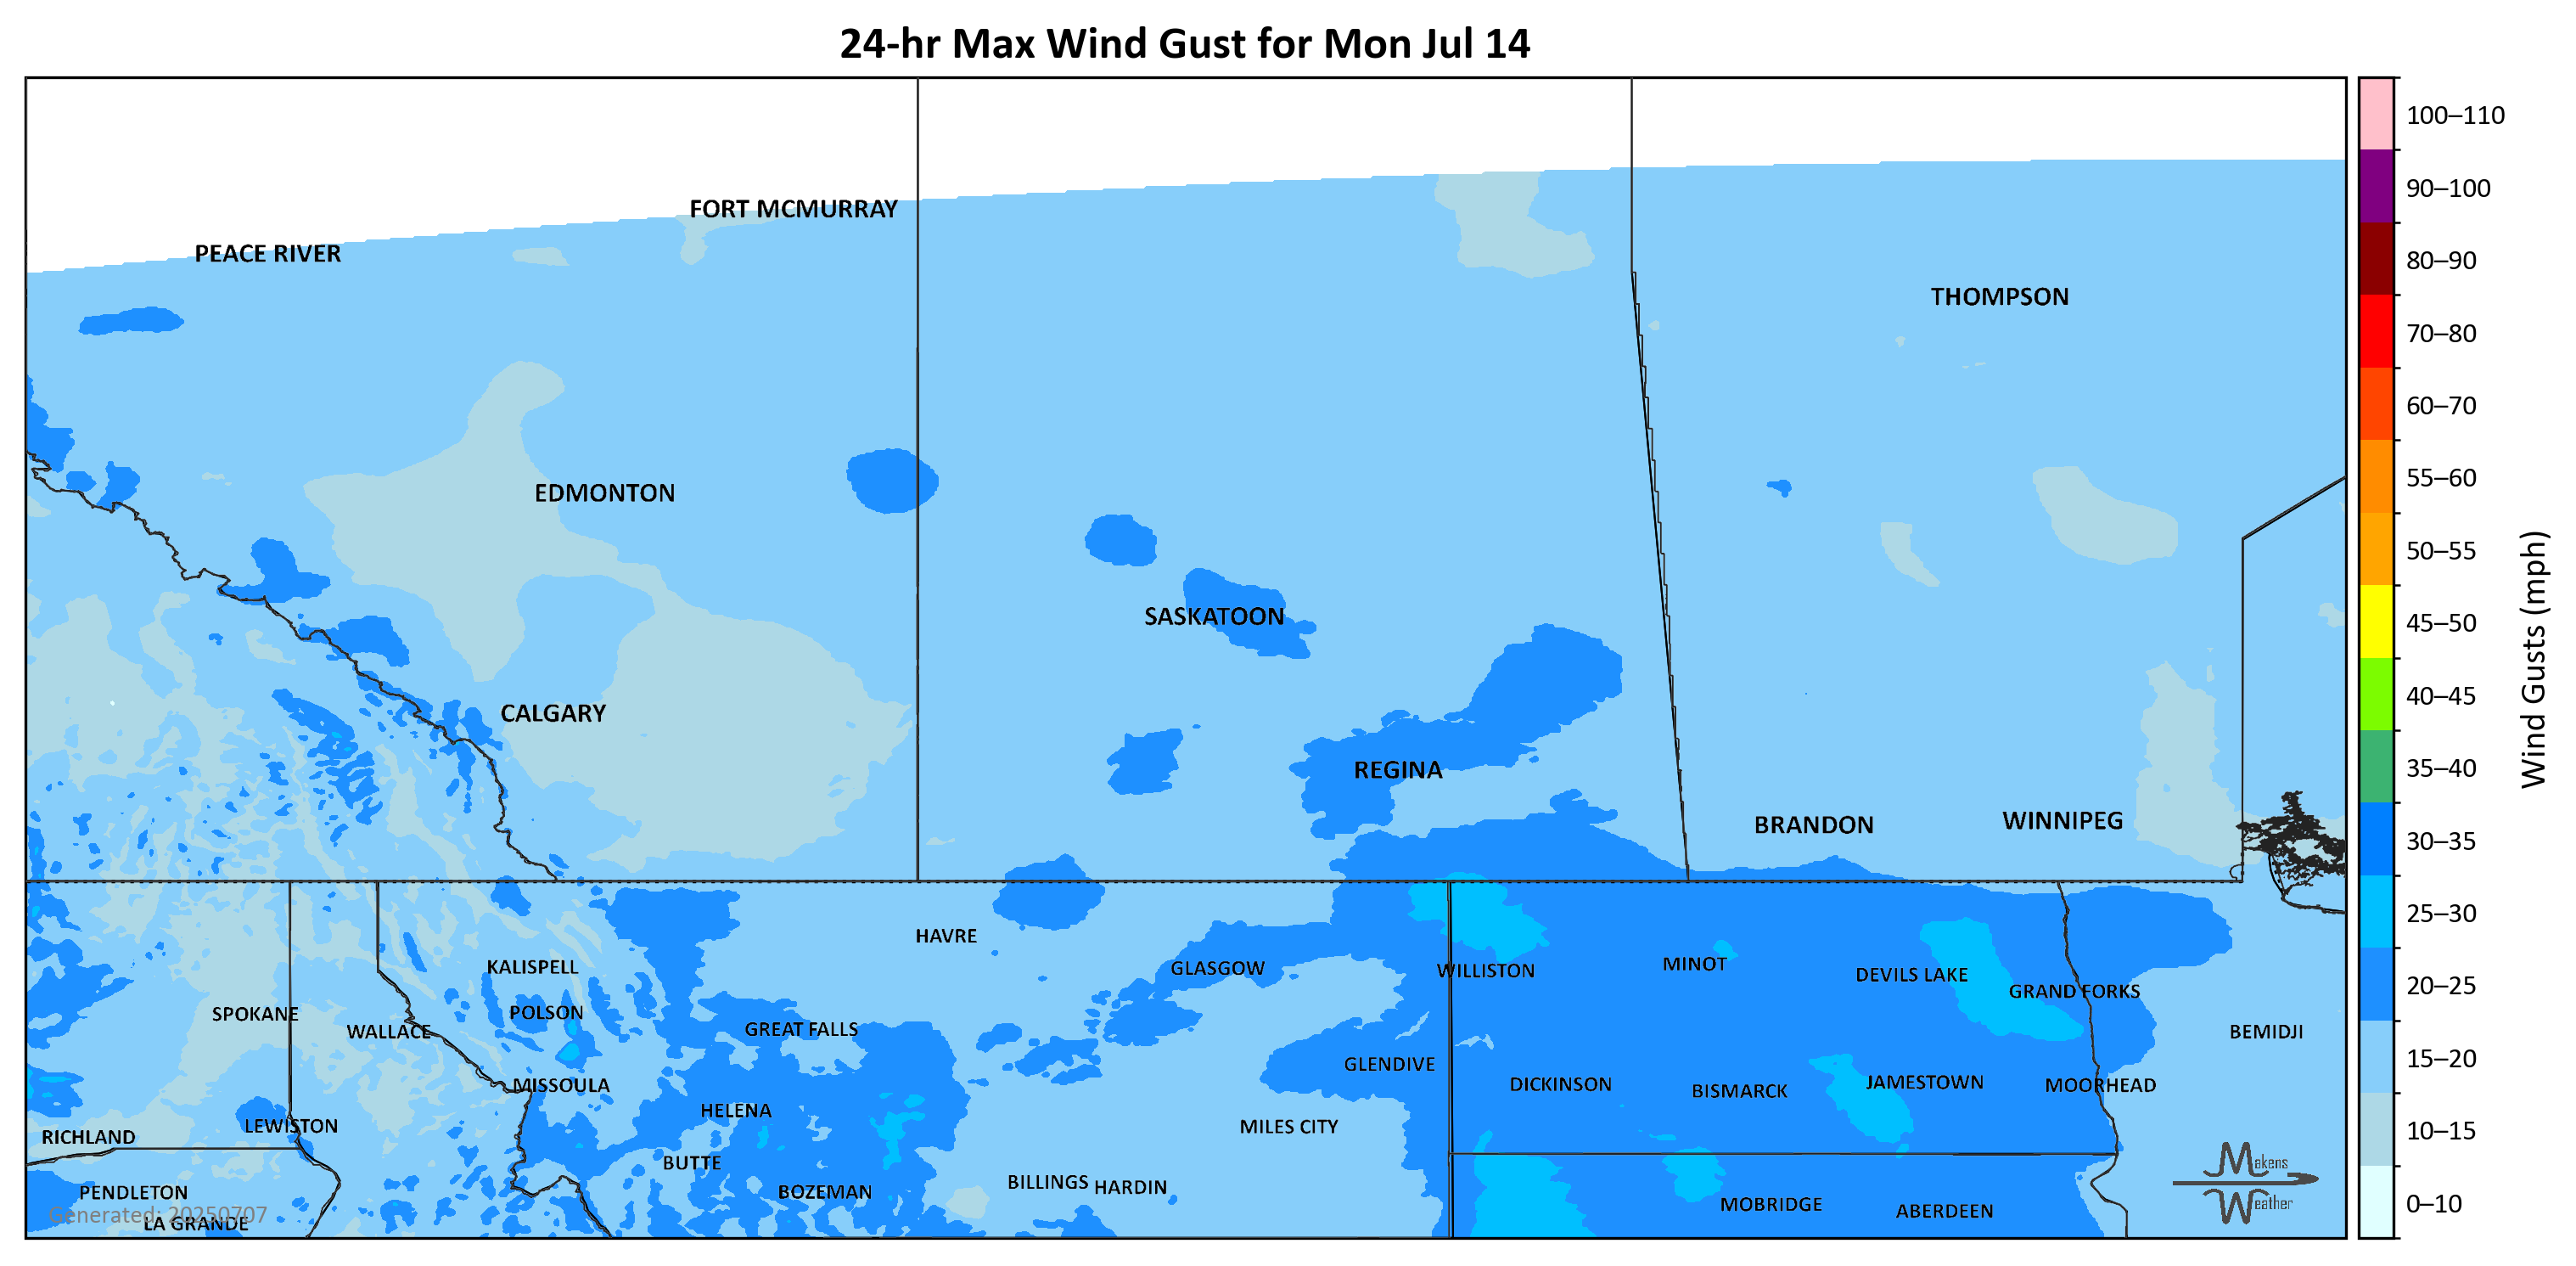 24-hr Max Wind Gust for Mon Jul 14
FORT MCMURRAY
PEACE RIVER
THOMPSON
EDMONTON
SASKATOON
CALGARY
REGINA
BRANDON
WINNIPEG
HAVRE
KALISPELL
GLASGOW
WILLISTON
MINOT
DEVILS LAKE
GRAND FORKS
SPOKANE
POLSON
WALLACE
GREAT FALLS
BEMIDJI
GLENDIVE
MISSOULA
DICKINSON
BISMARCK
JAMESTOWN
MOORHEAD
HELENA
LEWISTON
MILES CITY
RICHLAND
BUTTE
BOZEMAN
BILLINGS
HARDIN
PENDLETON
MOBRIDGE
ABERDEEN
Generated: 20250707
LA GRANDE
Makens
Weather
100–110
90–100
80–90
70–80
60–70
55–60
50–55
45–50
40–45
35–40
30–35
25–30
20–25
15–20
10–15
0–10
Wind Gusts (mph)